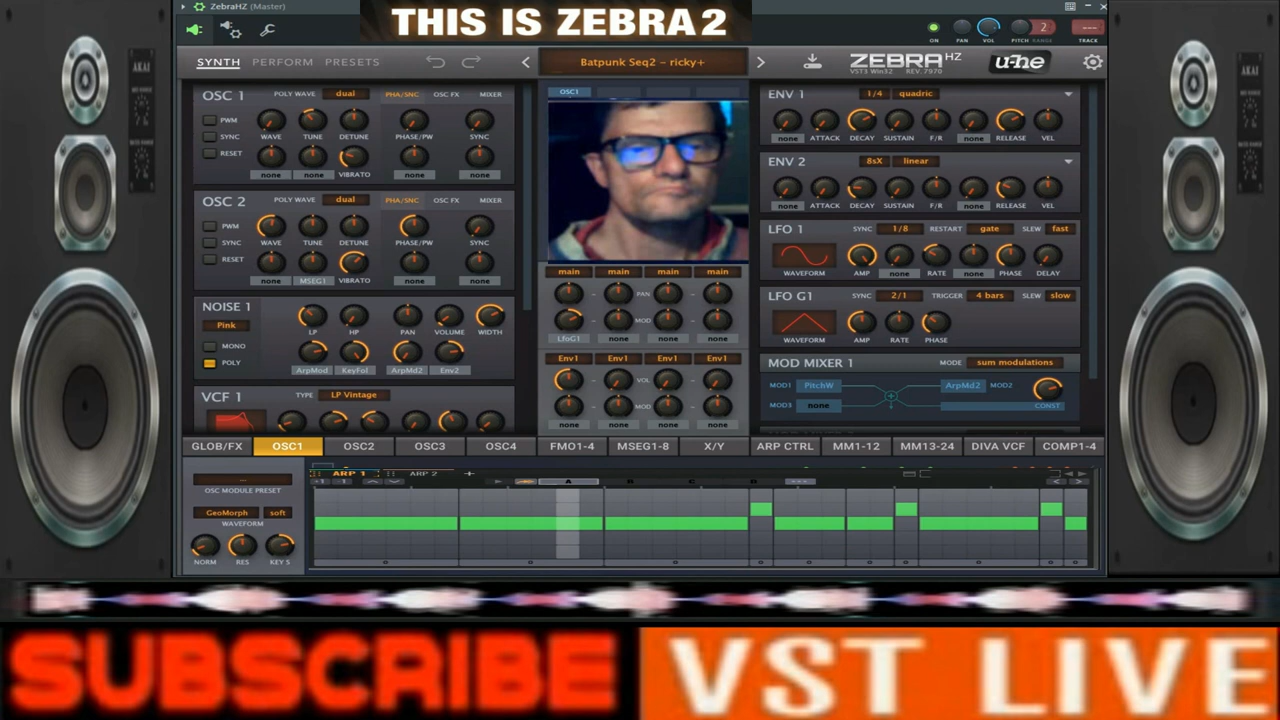 ZebraHZ (Master)
THIS IS ZEBRA2
ON PAN VOL PITCH RANGE 2 TRACK
SYNTH PERFORM PRESETS
Batpunk Seq2 - ricky+
ZEBRA HZ
VST3 Win32 REV. 7970
u-he
OSC 1 POLY WAVE dual PHA/SNC OSC FX MIXER
PWM
SYNC
RESET
WAVE TUNE DETUNE PHASE/PW SYNC
none none VIBRATO none none
OSC 2 POLY WAVE dual PHA/SNC OSC FX MIXER
PWM
SYNC
RESET
WAVE TUNE DETUNE PHASE/PW SYNC
none MSEG1 VIBRATO none none
NOISE 1
Pink
MONO
POLY
LP HP PAN VOLUME WIDTH
ArpMod KeyFol ArpMd2 Env2
VCF 1 TYPE LP Vintage
OSC1
main main main main
PAN
MOD
LfoG1 none none none
Env1 Env1 Env1 Env1
VOL
MOD
none none none none
ENV 1 1/4 quadric
none ATTACK DECAY SUSTAIN F/R none RELEASE VEL
ENV 2 8sX linear
none ATTACK DECAY SUSTAIN F/R none RELEASE VEL
LFO 1 SYNC 1/8 RESTART gate SLEW fast
WAVEFORM AMP none RATE none PHASE DELAY
LFO G1 SYNC 2/1 TRIGGER 4 bars SLEW slow
WAVEFORM AMP RATE PHASE
MOD MIXER 1 MODE sum modulations
MOD1 PitchW ArpMd2 MOD2
MOD3 none CONST
GLOB/FX OSC1 OSC2 OSC3 OSC4 FMO1-4 MSEG1-8 X/Y ARP CTRL MM1-12 MM13-24 DIVA VCF COMP1-4
OSC MODULE PRESET
GeoMorph soft
WAVEFORM
NORM RES KEY S
ARP 1 ARP 2
A B C D
AKAI
AKAI
SUBSCRIBE VST LIVE